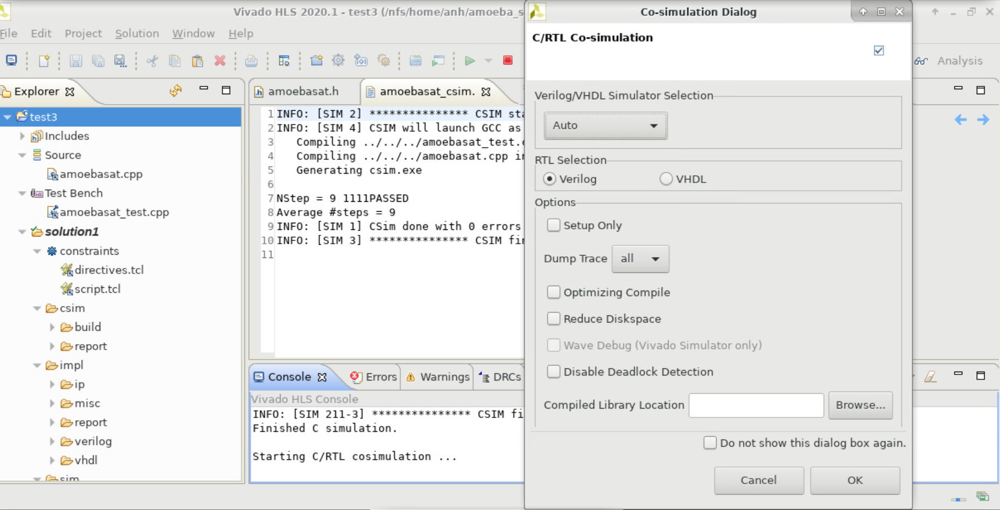 Vivado HLS 2020.1 - test3 (/nfs/home/anh/amoeba_s
File Edit Project Solution Window Help
Analysis
Explorer
test3
Includes
Source
amoebasat.cpp
Test Bench
amoebasat_test.cpp
solution1
constraints
directives.tcl
script.tcl
csim
build
report
impl
ip
misc
report
verilog
vhdl
sim
amoebasat.h
amoebasat_csim.
1 INFO: [SIM 2] *************** CSIM sta
2 INFO: [SIM 4] CSIM will launch GCC as
3 Compiling ../../../amoebasat_test.c
4 Compiling ../../../amoebasat.cpp in
5 Generating csim.exe
6
7 NStep = 9 1111PASSED
8 Average #steps = 9
9 INFO: [SIM 1] CSim done with 0 errors
10 INFO: [SIM 3] *************** CSIM fin
11
Console Errors Warnings DRCs
Vivado HLS Console
INFO: [SIM 211-3] *************** CSIM fi
Finished C simulation.
Starting C/RTL cosimulation ...
Co-simulation Dialog
C/RTL Co-simulation
Verilog/VHDL Simulator Selection
Auto
RTL Selection
Verilog VHDL
Options
Setup Only
Dump Trace all
Optimizing Compile
Reduce Diskspace
Wave Debug (Vivado Simulator only)
Disable Deadlock Detection
Compiled Library Location Browse...
Do not show this dialog box again.
Cancel OK